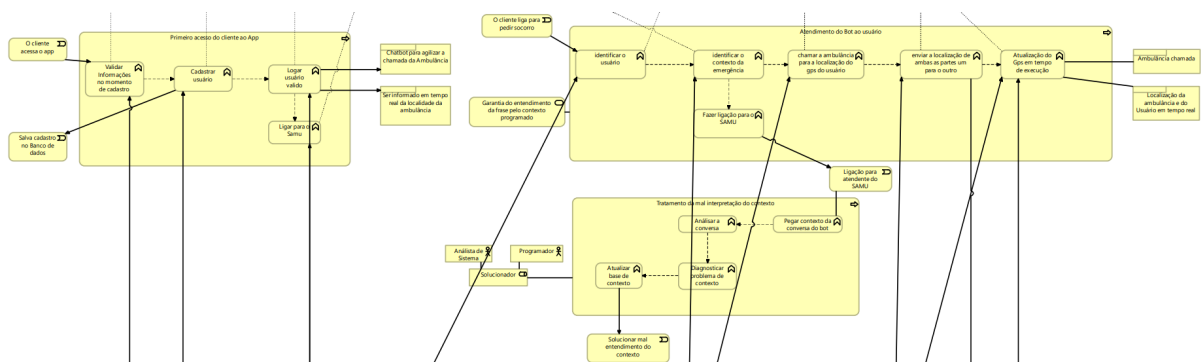 O cliente
acessa o app
Primeiro acesso do cliente ao App
Validar
Informações
no momento
de cadastro
Cadastrar
usuário
Logar
usuário
valido
Ligar para o
Samu
Salva cadastro
no Banco de
dados
Chatbot para agilizar a
chamada da Ambulância
Ser informado em tempo
real da localidade da
ambulância
O cliente liga para
pedir socorro
Atendimento do Bot ao usuário
identificar o
usuário
identificar o
contexto da
emergência
chamar a ambulância
para a localização do
gps do usuário
enviar a localização de
ambas as partes um
para o outro
Atualização do
Gps em tempo
de execução
Ambulância chamada
Localização da
ambulância e do
Usuário em tempo real
Garantia do entendimento
da frase pelo contexto
programado
Fazer ligação para o
SAMU
Ligação para
atendente do
SAMU
Tratamento da mal interpretação do contexto
Análisar a
conversa
Pegar contexto da
conversa do bot
Análista de
Sistema
Programador
Solucionador
Atualizar
base de
contexto
Diagnosticar
problema de
contexto
Solucionar mal
entendimento do
contexto